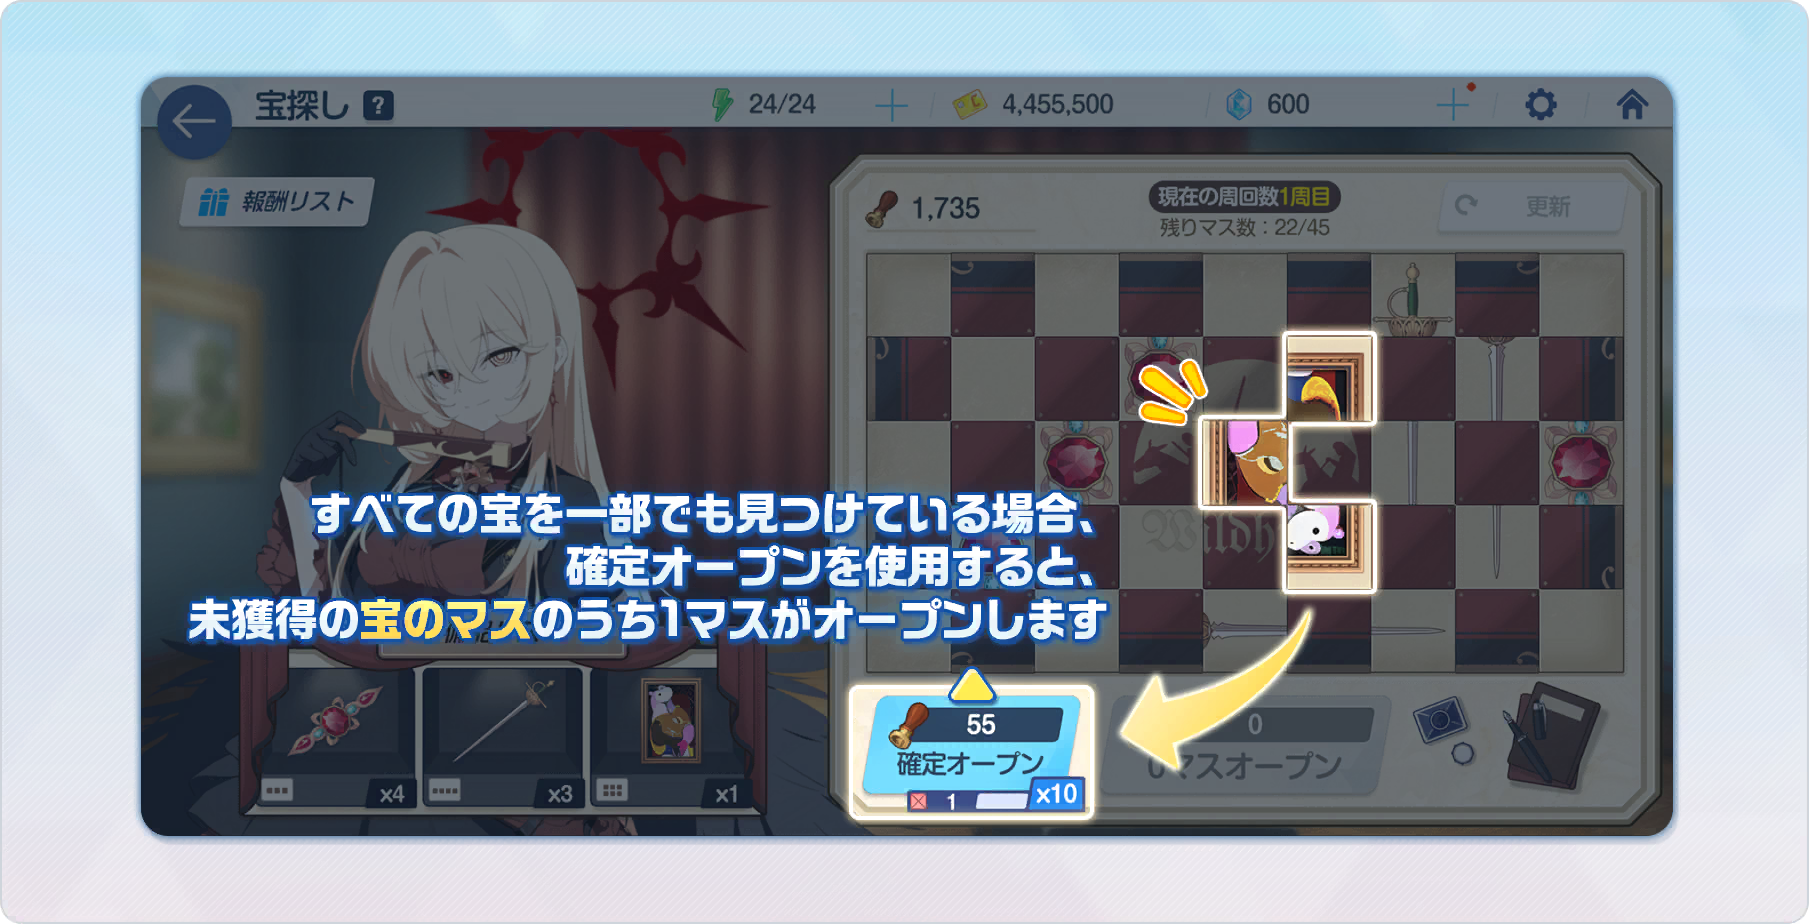 宝探し ?
24/24
4,455,500
600
報酬リスト
1,735
現在の周回数1周目
残りマス数：22/45
更新
Wildh
すべての宝を一部でも見つけている場合、
確定オープンを使用すると、
未獲得の宝のマスのうち1マスがオープンします
x4
x3
x1
55
確定オープン
1
x10
0
0マスオープン